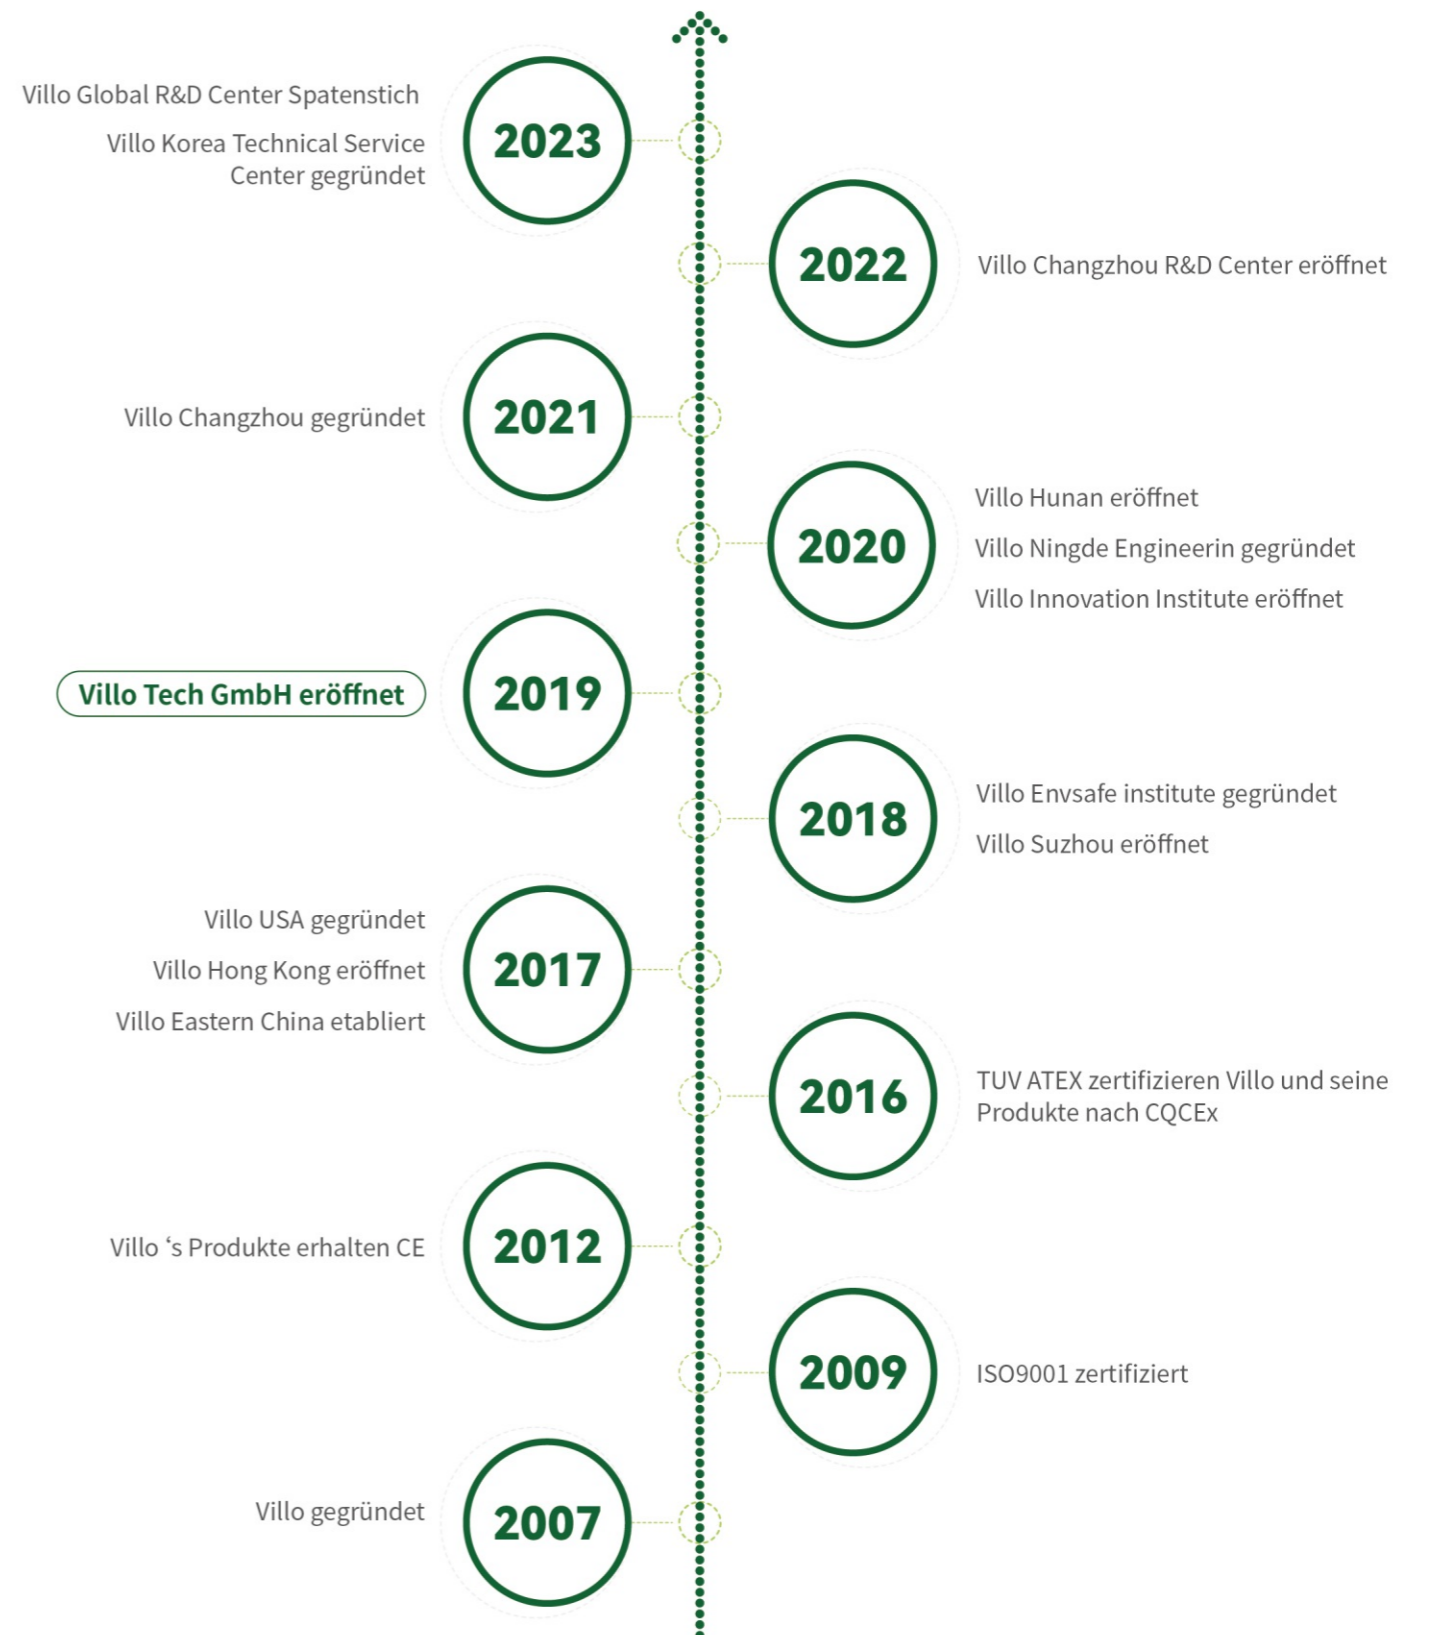 Villo Global R&D Center Spatenstich
Villo Korea Technical Service
Center gegründet
2023
2022
Villo Changzhou R&D Center eröffnet
Villo Changzhou gegründet
2021
2020
Villo Hunan eröffnet
Villo Ningde Engineerin gegründet
Villo Innovation Institute eröffnet
Villo Tech GmbH eröffnet
2019
2018
Villo Envsafe institute gegründet
Villo Suzhou eröffnet
Villo USA gegründet
Villo Hong Kong eröffnet
Villo Eastern China etabliert
2017
2016
TUV ATEX zertifizieren Villo und seine
Produkte nach CQCEx
Villo ‘s Produkte erhalten CE
2012
2009
ISO9001 zertifiziert
Villo gegründet
2007